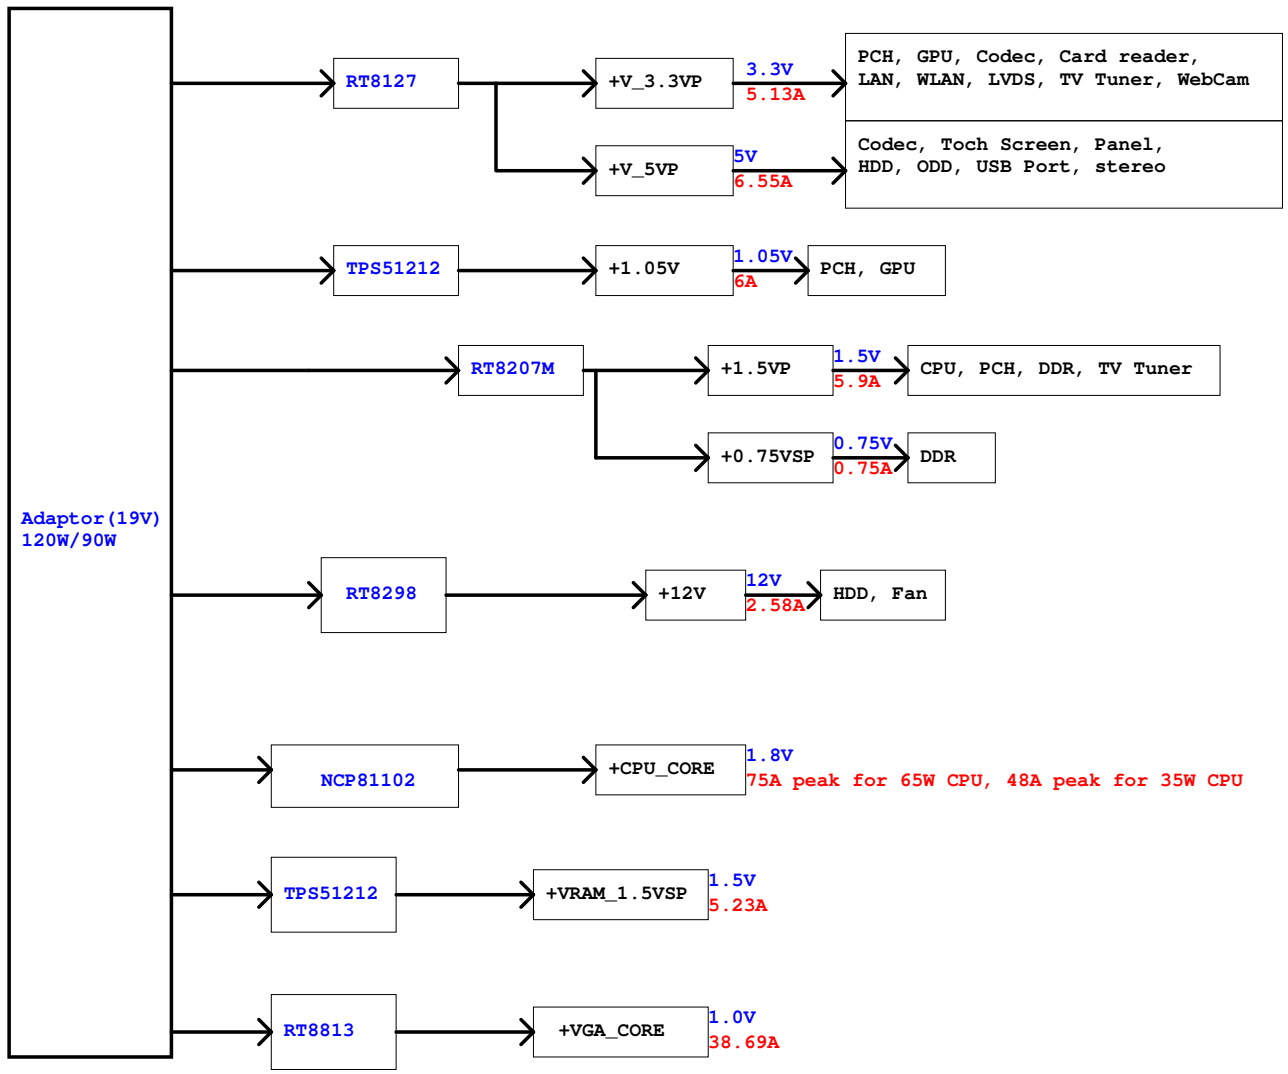 Adaptor(19V)
120W/90W
RT8127
+V_3.3VP
3.3V
5.13A
PCH, GPU, Codec, Card reader,
LAN, WLAN, LVDS, TV Tuner, WebCam
+V_5VP
5V
6.55A
Codec, Toch Screen, Panel,
HDD, ODD, USB Port, stereo
TPS51212
+1.05V
1.05V
6A
PCH, GPU
RT8207M
+1.5VP
1.5V
5.9A
CPU, PCH, DDR, TV Tuner
+0.75VSP
0.75V
0.75A
DDR
RT8298
+12V
12V
2.58A
HDD, Fan
NCP81102
+CPU_CORE
1.8V
75A peak for 65W CPU, 48A peak for 35W CPU
TPS51212
+VRAM_1.5VSP
1.5V
5.23A
RT8813
+VGA_CORE
1.0V
38.69A